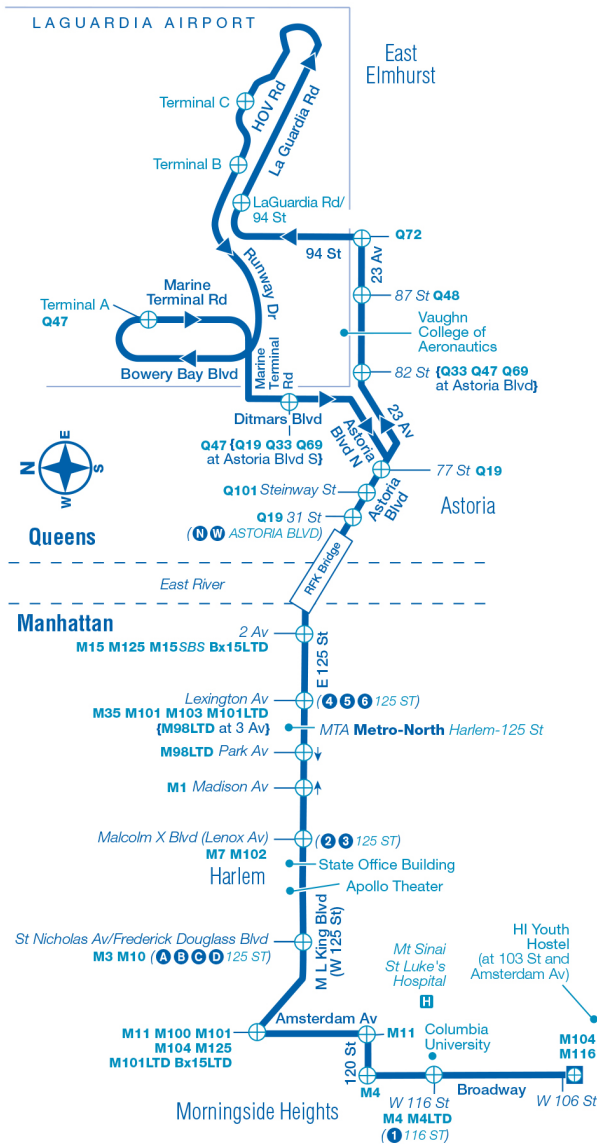 LAGUARDIA AIRPORT
East
Elmhurst
Terminal C
HOV Rd
La Guardia Rd
Terminal B
LaGuardia Rd/
94 St
Q72
94 St
23 Av
Runway Dr
87 St Q48
Marine
Terminal Rd
Terminal A
Q47
Vaughn
College of
Aeronautics
Bowery Bay Blvd
Marine
Terminal
Rd
82 St {Q33 Q47 Q69
at Astoria Blvd}
Ditmars Blvd
23 Av
Astoria
Blvd N
Q47 {Q19 Q33 Q69
at Astoria Blvd S}
N
E
S
W
77 St Q19
Q101 Steinway St
Astoria
Blvd
Astoria
Q19 31 St
(N W ASTORIA BLVD)
Queens
RFK Bridge
East River
Manhattan
2 Av
M15 M125 M15SBS Bx15LTD
E 125 St
Lexington Av
(4 5 6 125 ST)
M35 M101 M103 M101LTD
{M98LTD at 3 Av}
MTA Metro-North Harlem-125 St
M98LTD Park Av
M1 Madison Av
Malcolm X Blvd (Lenox Av)
(2 3 125 ST)
M7 M102
State Office Building
Harlem
Apollo Theater
M L King Blvd
(W 125 St)
St Nicholas Av/Frederick Douglass Blvd
M3 M10 (A B C D 125 ST)
Mt Sinai
St Luke's
Hospital
H
HI Youth
Hostel
(at 103 St and
Amsterdam Av)
Amsterdam Av
M11 M100 M101
M104 M125
M101LTD Bx15LTD
M11
Columbia
University
M104
M116
120 St
M4
Broadway
W 116 St
M4 M4LTD
(1 116 ST)
W 106 St
Morningside Heights